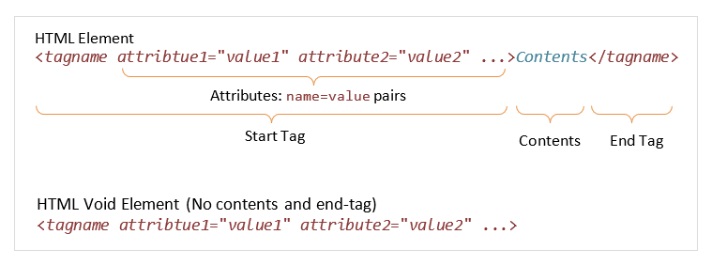 HTML Element
<tagname attribtue1="value1" attribute2="value2" ...>Contents</tagname>
Attributes: name=value pairs
Start Tag
Contents
End Tag
HTML Void Element (No contents and end-tag)
<tagname attribtue1="value1" attribute2="value2" ...>